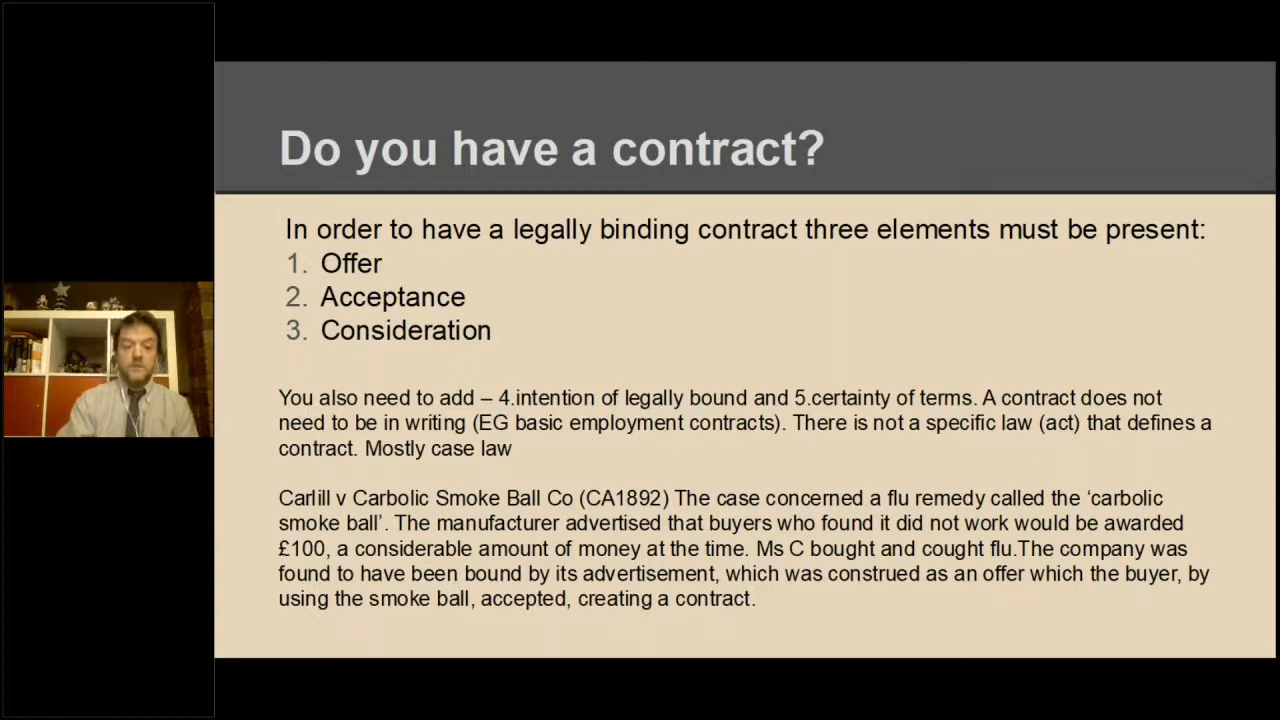 Do you have a contract?
In order to have a legally binding contract three elements must be present:
1. Offer
2. Acceptance
3. Consideration
You also need to add – 4.intention of legally bound and 5.certainty of terms. A contract does not
need to be in writing (EG basic employment contracts). There is not a specific law (act) that defines a
contract. Mostly case law
Carlill v Carbolic Smoke Ball Co (CA1892) The case concerned a flu remedy called the ‘carbolic
smoke ball’. The manufacturer advertised that buyers who found it did not work would be awarded
£100, a considerable amount of money at the time. Ms C bought and cought flu.The company was
found to have been bound by its advertisement, which was construed as an offer which the buyer, by
using the smoke ball, accepted, creating a contract.